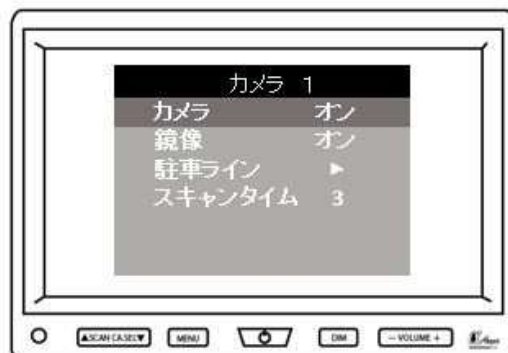 カメラ 1
カメラ オン
鏡像 オン
駐車ライン ►
スキャンタイム 3
▲SCAN CA.SEL▼ MENU DIM − VOLUME +